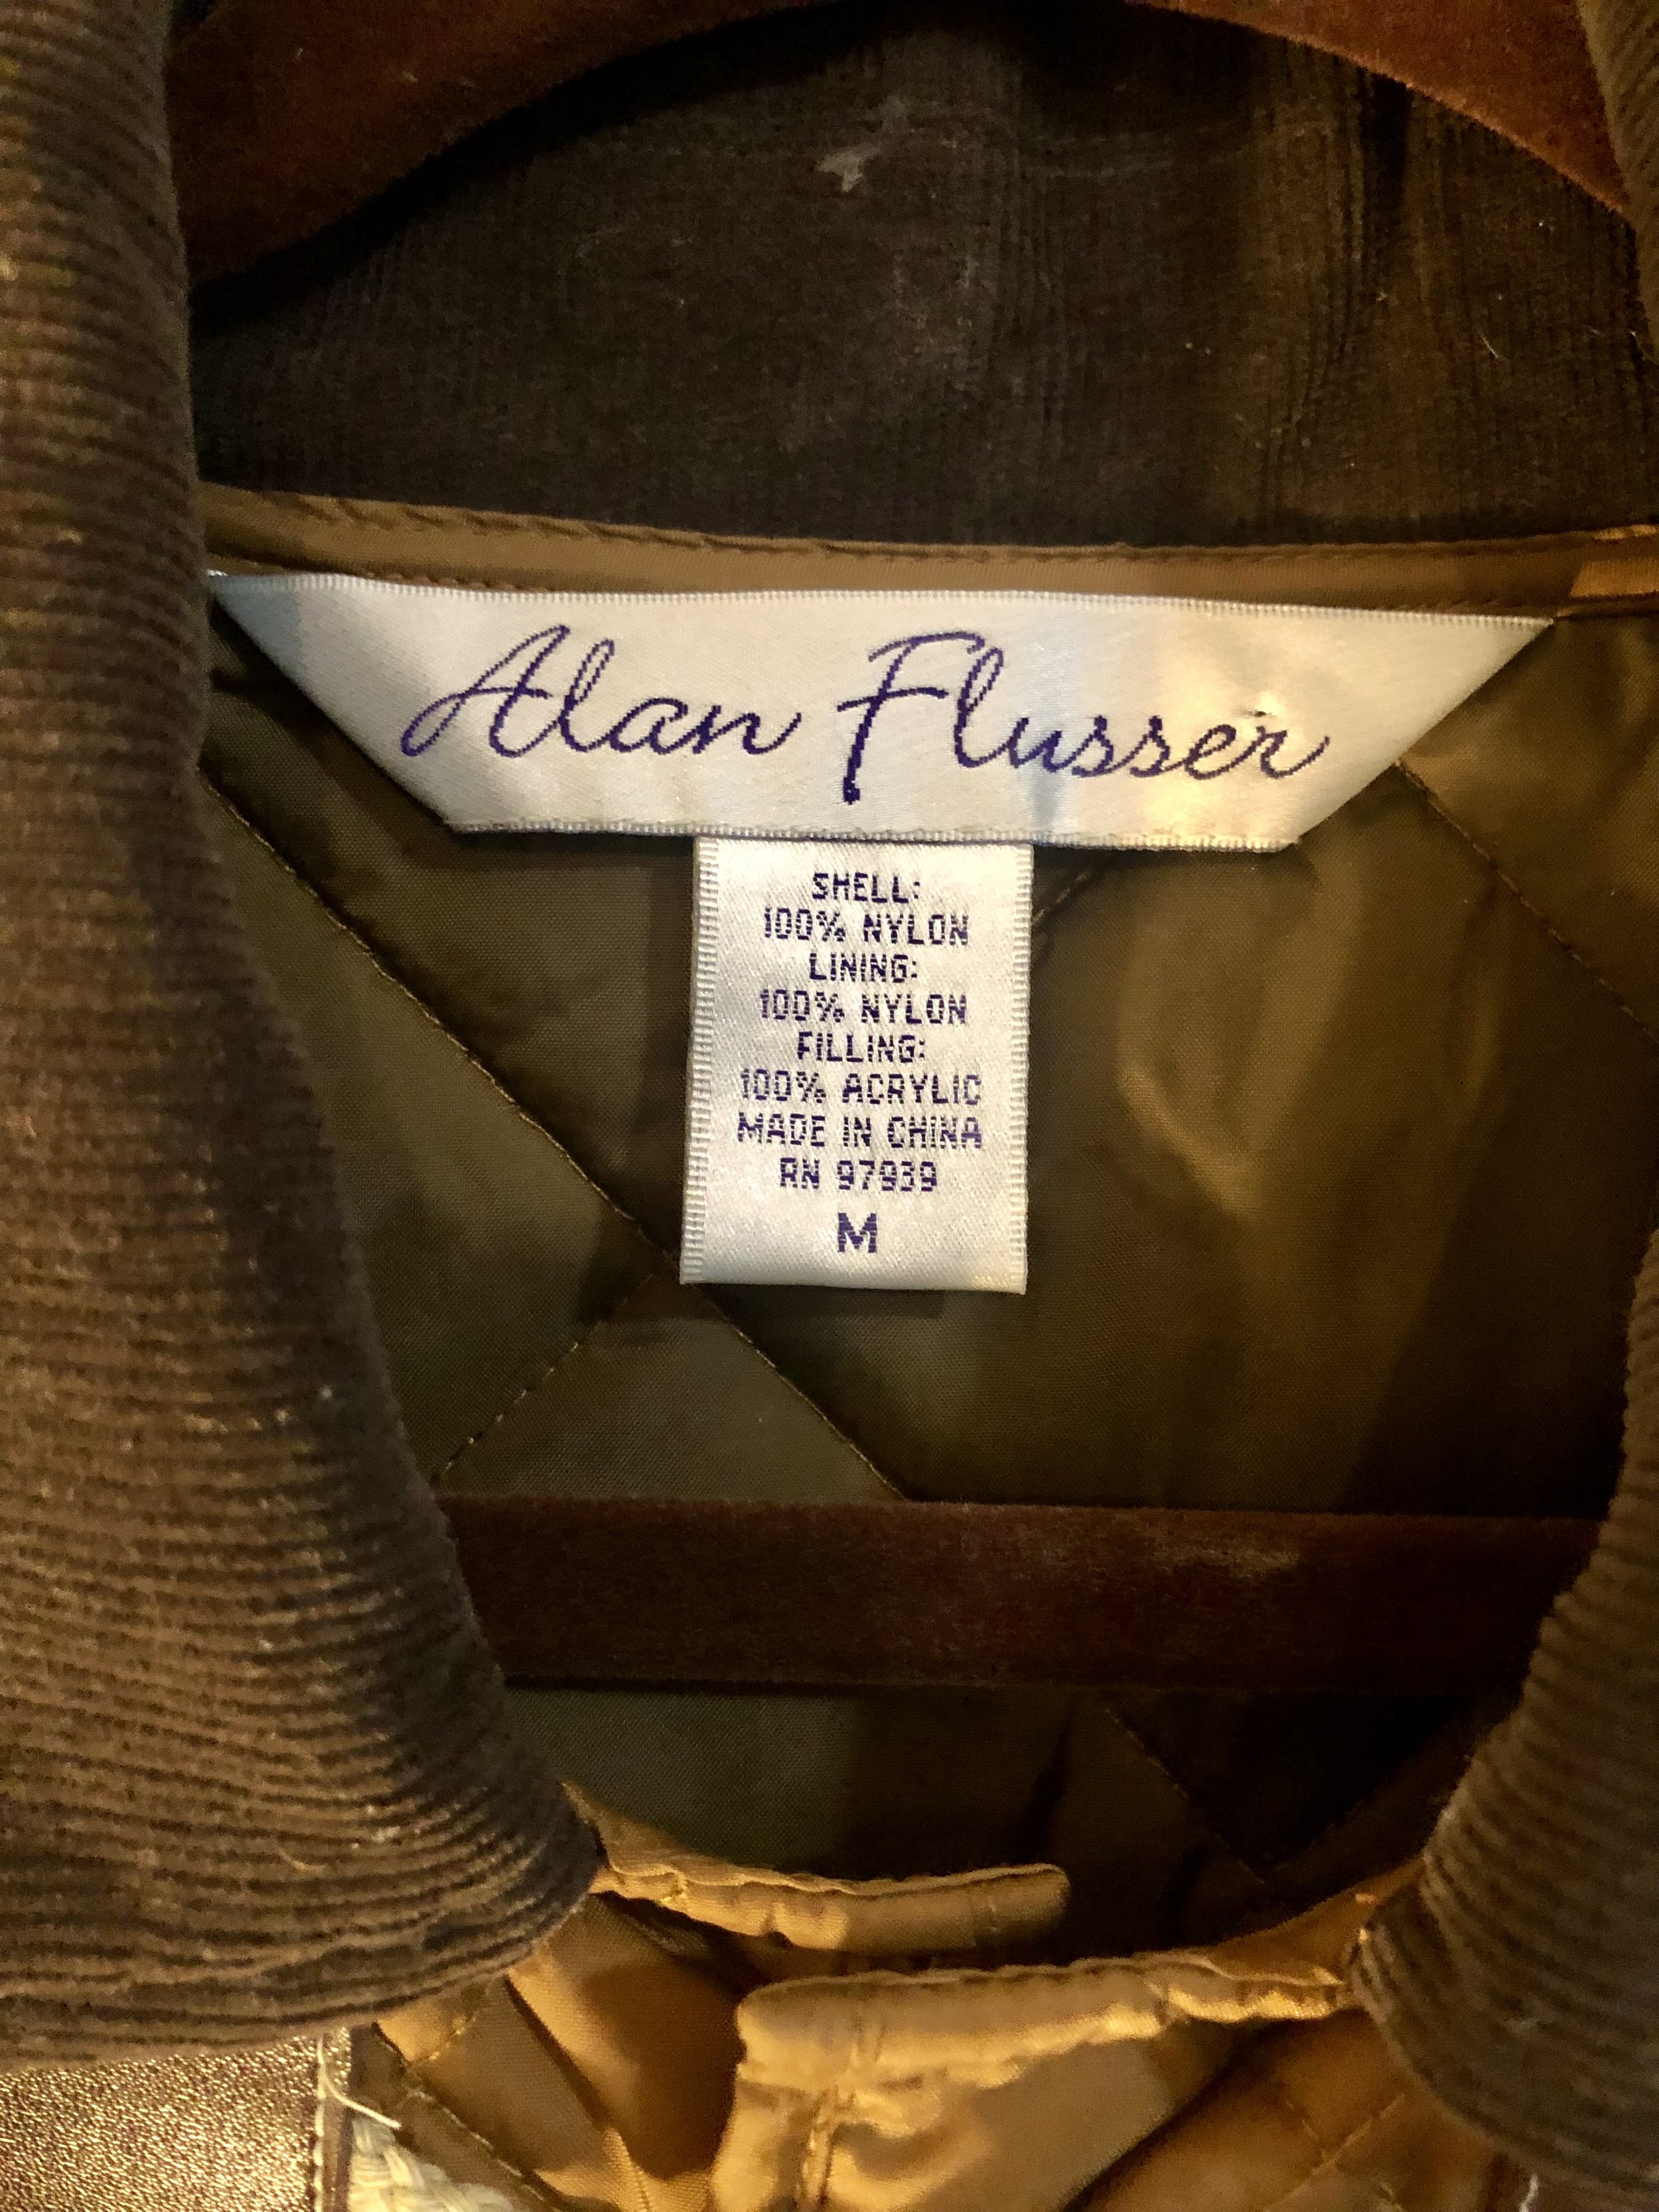 Alan Flusser
SHELL:
100% NYLON
LINING:
100% NYLON
FILLING:
100% ACRYLIC
MADE IN CHINA
RN 97939
M